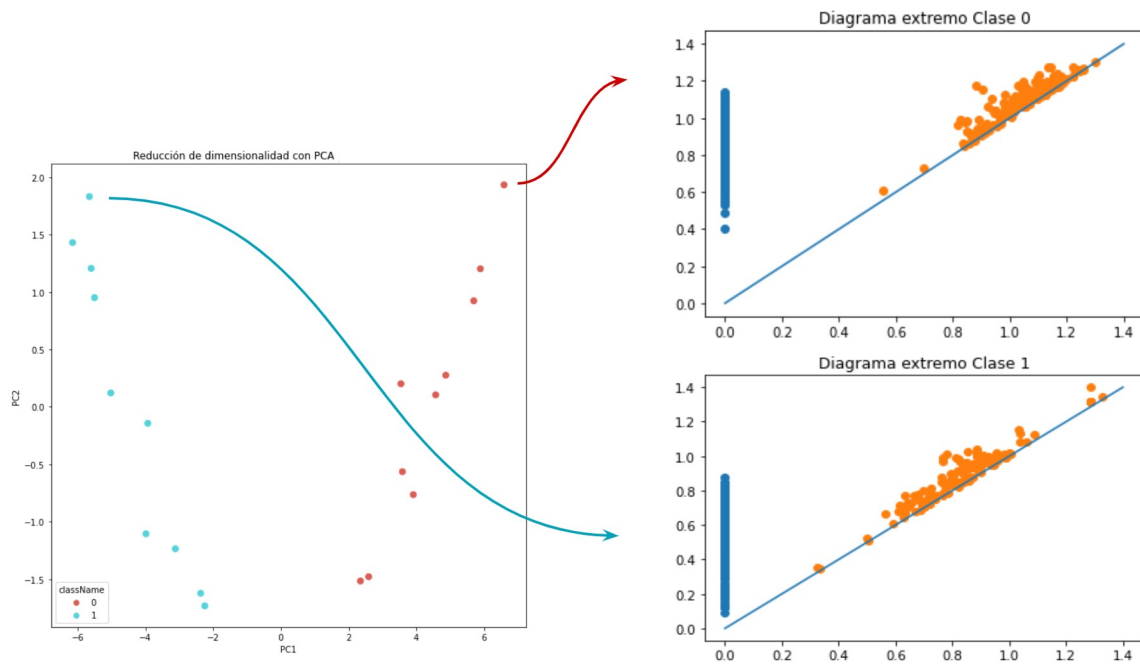 Reducción de dimensionalidad con PCA
2.0
1.5
1.0
0.5
0.0
−0.5
−1.0
−1.5
PC2
className
0
1
−6 −4 −2 0 2 4 6
PC1
Diagrama extremo Clase 0
1.4
1.2
1.0
0.8
0.6
0.4
0.2
0.0
0.0 0.2 0.4 0.6 0.8 1.0 1.2 1.4
Diagrama extremo Clase 1
1.4
1.2
1.0
0.8
0.6
0.4
0.2
0.0
0.0 0.2 0.4 0.6 0.8 1.0 1.2 1.4